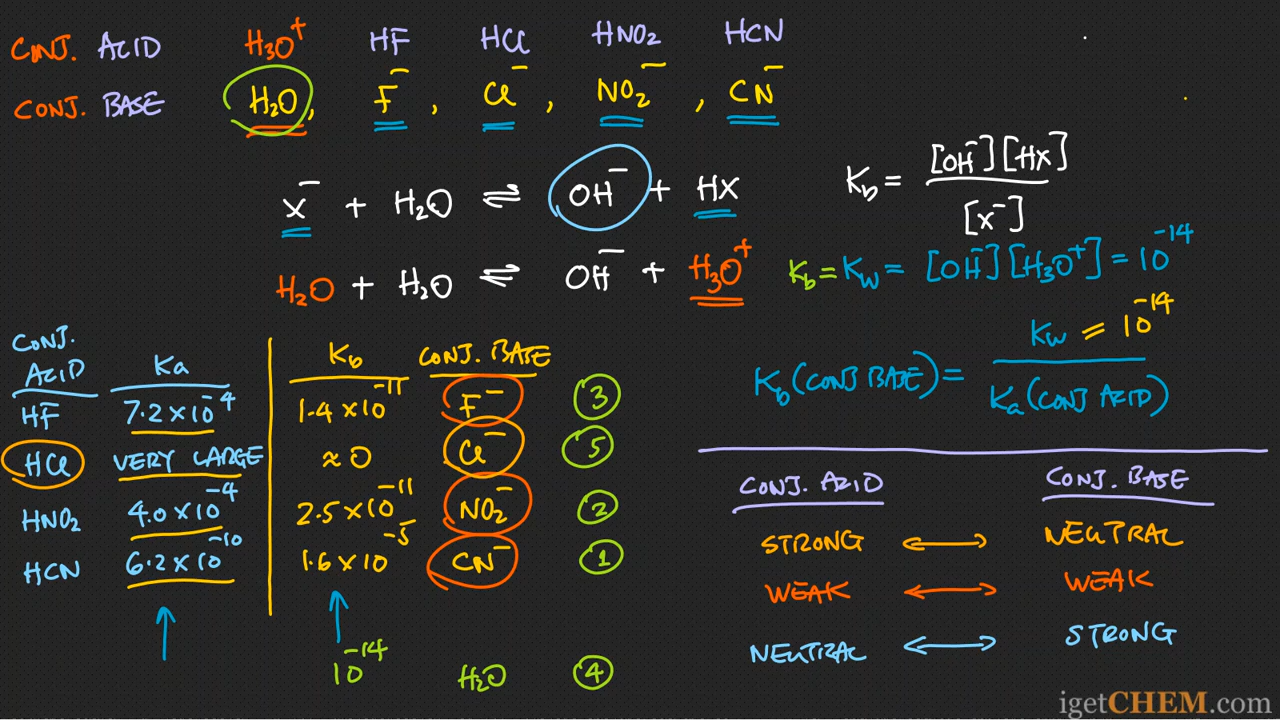 CONJ. ACID H3O⁺ HF HCl HNO2 HCN
CONJ. BASE H2O, F⁻, Cl⁻, NO2⁻, CN⁻
X⁻ + H2O ⇌ OH⁻ + HX
Kb = [OH⁻][HX] / [X⁻]
H2O + H2O ⇌ OH⁻ + H3O⁺
Kb = Kw = [OH⁻][H3O⁺] = 10⁻¹⁴
Kb(CONJ BASE) = Kw = 10⁻¹⁴ / Ka(CONJ ACID)
CONJ. ACID Ka Kb CONJ. BASE
HF 7.2 × 10⁻⁴ 1.4 × 10⁻¹¹ F⁻ 3
HCl VERY LARGE ≈ 0 Cl⁻ 5
HNO2 4.0 × 10⁻⁴ 2.5 × 10⁻¹¹ NO2⁻ 2
HCN 6.2 × 10⁻¹⁰ 1.6 × 10⁻⁵ CN⁻ 1
10⁻¹⁴ H2O 4
CONJ. ACID CONJ. BASE
STRONG ↔ NEUTRAL
WEAK ↔ WEAK
NEUTRAL ↔ STRONG
igetCHEM.com